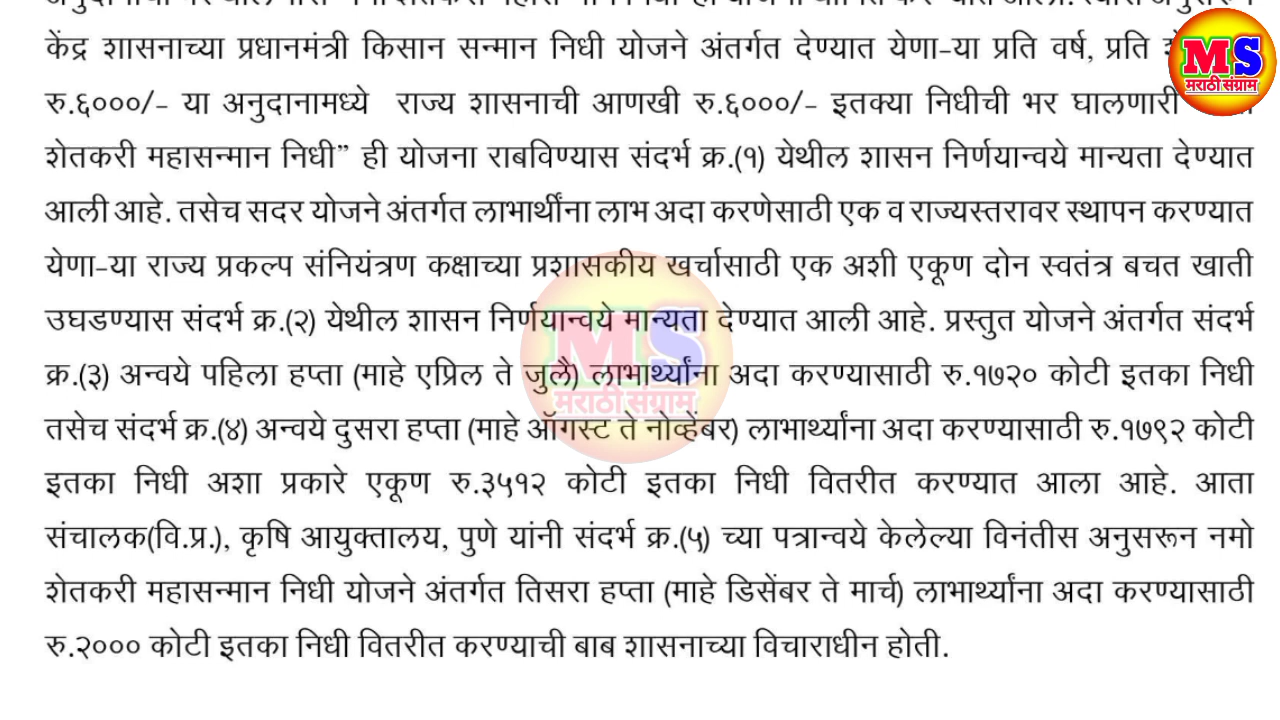 केंद्र शासनाच्या प्रधानमंत्री किसान सन्मान निधी योजने अंतर्गत देण्यात येणा-या प्रति वर्ष, प्रति
MS
मराठी संग्राम
रु.६०००/- या अनुदानामध्ये राज्य शासनाची आणखी रु.६०००/- इतक्या निधीची भर घालणारी
शेतकरी महासन्मान निधी” ही योजना राबविण्यास संदर्भ क्र.(१) येथील शासन निर्णयान्वये मान्यता देण्यात
आली आहे. तसेच सदर योजने अंतर्गत लाभार्थींना लाभ अदा करणेसाठी एक व राज्यस्तरावर स्थापन करण्यात
येणा-या राज्य प्रकल्प संनियंत्रण कक्षाच्या प्रशासकीय खर्चासाठी एक अशी एकूण दोन स्वतंत्र बचत खाती
उघडण्यास संदर्भ क्र.(२) येथील शासन निर्णयान्वये मान्यता देण्यात आली आहे. प्रस्तुत योजने अंतर्गत संदर्भ
क्र.(३) अन्वये पहिला हप्ता (माहे एप्रिल ते जुलै) लाभार्थ्यांना अदा करण्यासाठी रु.१७२० कोटी इतका निधी
MS
मराठी संग्राम
तसेच संदर्भ क्र.(४) अन्वये दुसरा हप्ता (माहे ऑगस्ट ते नोव्हेंबर) लाभार्थ्यांना अदा करण्यासाठी रु.१७९२ कोटी
इतका निधी अशा प्रकारे एकूण रु.३५१२ कोटी इतका निधी वितरीत करण्यात आला आहे. आता
संचालक(वि.प्र.), कृषि आयुक्तालय, पुणे यांनी संदर्भ क्र.(५) च्या पत्रान्वये केलेल्या विनंतीस अनुसरून नमो
शेतकरी महासन्मान निधी योजने अंतर्गत तिसरा हप्ता (माहे डिसेंबर ते मार्च) लाभार्थ्यांना अदा करण्यासाठी
रु.२००० कोटी इतका निधी वितरीत करण्याची बाब शासनाच्या विचाराधीन होती.